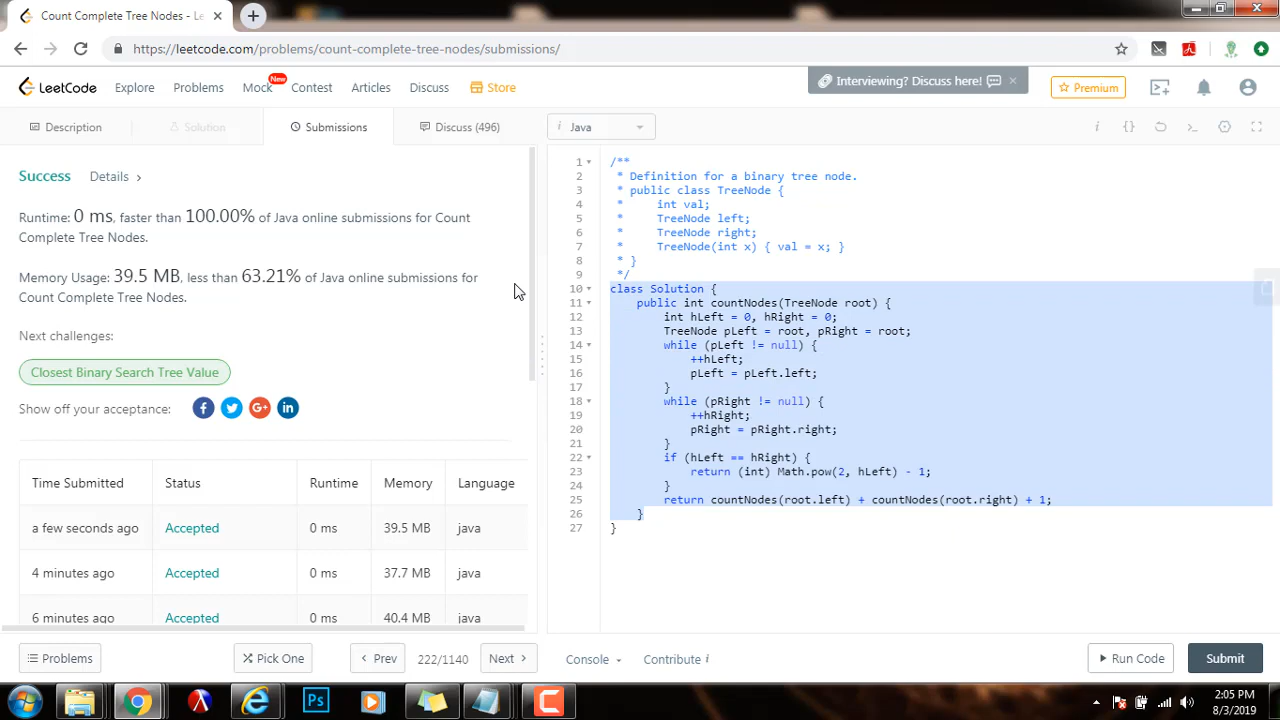 Count Complete Tree Nodes - Le
https://leetcode.com/problems/count-complete-tree-nodes/submissions/
LeetCode
Explore
Problems
Mock
New
Contest
Articles
Discuss
Store
Interviewing? Discuss here!
Premium
Description
Solution
Submissions
Discuss (496)
i Java
Success
Details
Runtime: 0 ms, faster than 100.00% of Java online submissions for Count
Complete Tree Nodes.
Memory Usage: 39.5 MB, less than 63.21% of Java online submissions for
Count Complete Tree Nodes.
Next challenges:
Closest Binary Search Tree Value
Show off your acceptance:
Time Submitted Status Runtime Memory Language
a few seconds ago Accepted 0 ms 39.5 MB java
4 minutes ago Accepted 0 ms 37.7 MB java
6 minutes ago Accepted 0 ms 40.4 MB java
1 /**
2  * Definition for a binary tree node.
3  * public class TreeNode {
4  *     int val;
5  *     TreeNode left;
6  *     TreeNode right;
7  *     TreeNode(int x) { val = x; }
8  * }
9  */
10 class Solution {
11     public int countNodes(TreeNode root) {
12         int hLeft = 0, hRight = 0;
13         TreeNode pLeft = root, pRight = root;
14         while (pLeft != null) {
15             ++hLeft;
16             pLeft = pLeft.left;
17         }
18         while (pRight != null) {
19             ++hRight;
20             pRight = pRight.right;
21         }
22         if (hLeft == hRight) {
23             return (int) Math.pow(2, hLeft) - 1;
24         }
25         return countNodes(root.left) + countNodes(root.right) + 1;
26     }
27 }
Problems
Pick One
Prev
222/1140
Next
Console
Contribute i
Run Code
Submit
Ps
2:05 PM
8/3/2019